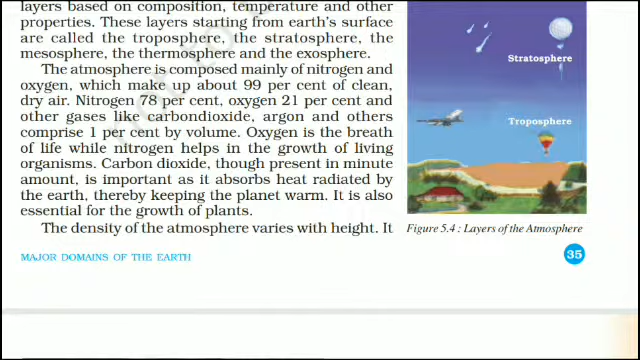 layers based on composition, temperature and other
properties. These layers starting from earth's surface
are called the troposphere, the stratosphere, the
mesosphere, the thermosphere and the exosphere.
The atmosphere is composed mainly of nitrogen and
oxygen, which make up about 99 per cent of clean,
dry air. Nitrogen 78 per cent, oxygen 21 per cent and
other gases like carbondioxide, argon and others
comprise 1 per cent by volume. Oxygen is the breath
of life while nitrogen helps in the growth of living
organisms. Carbon dioxide, though present in minute
amount, is important as it absorbs heat radiated by
the earth, thereby keeping the planet warm. It is also
essential for the growth of plants.
The density of the atmosphere varies with height. It
Stratosphere
Troposphere
Figure 5.4 : Layers of the Atmosphere
MAJOR DOMAINS OF THE EARTH
35